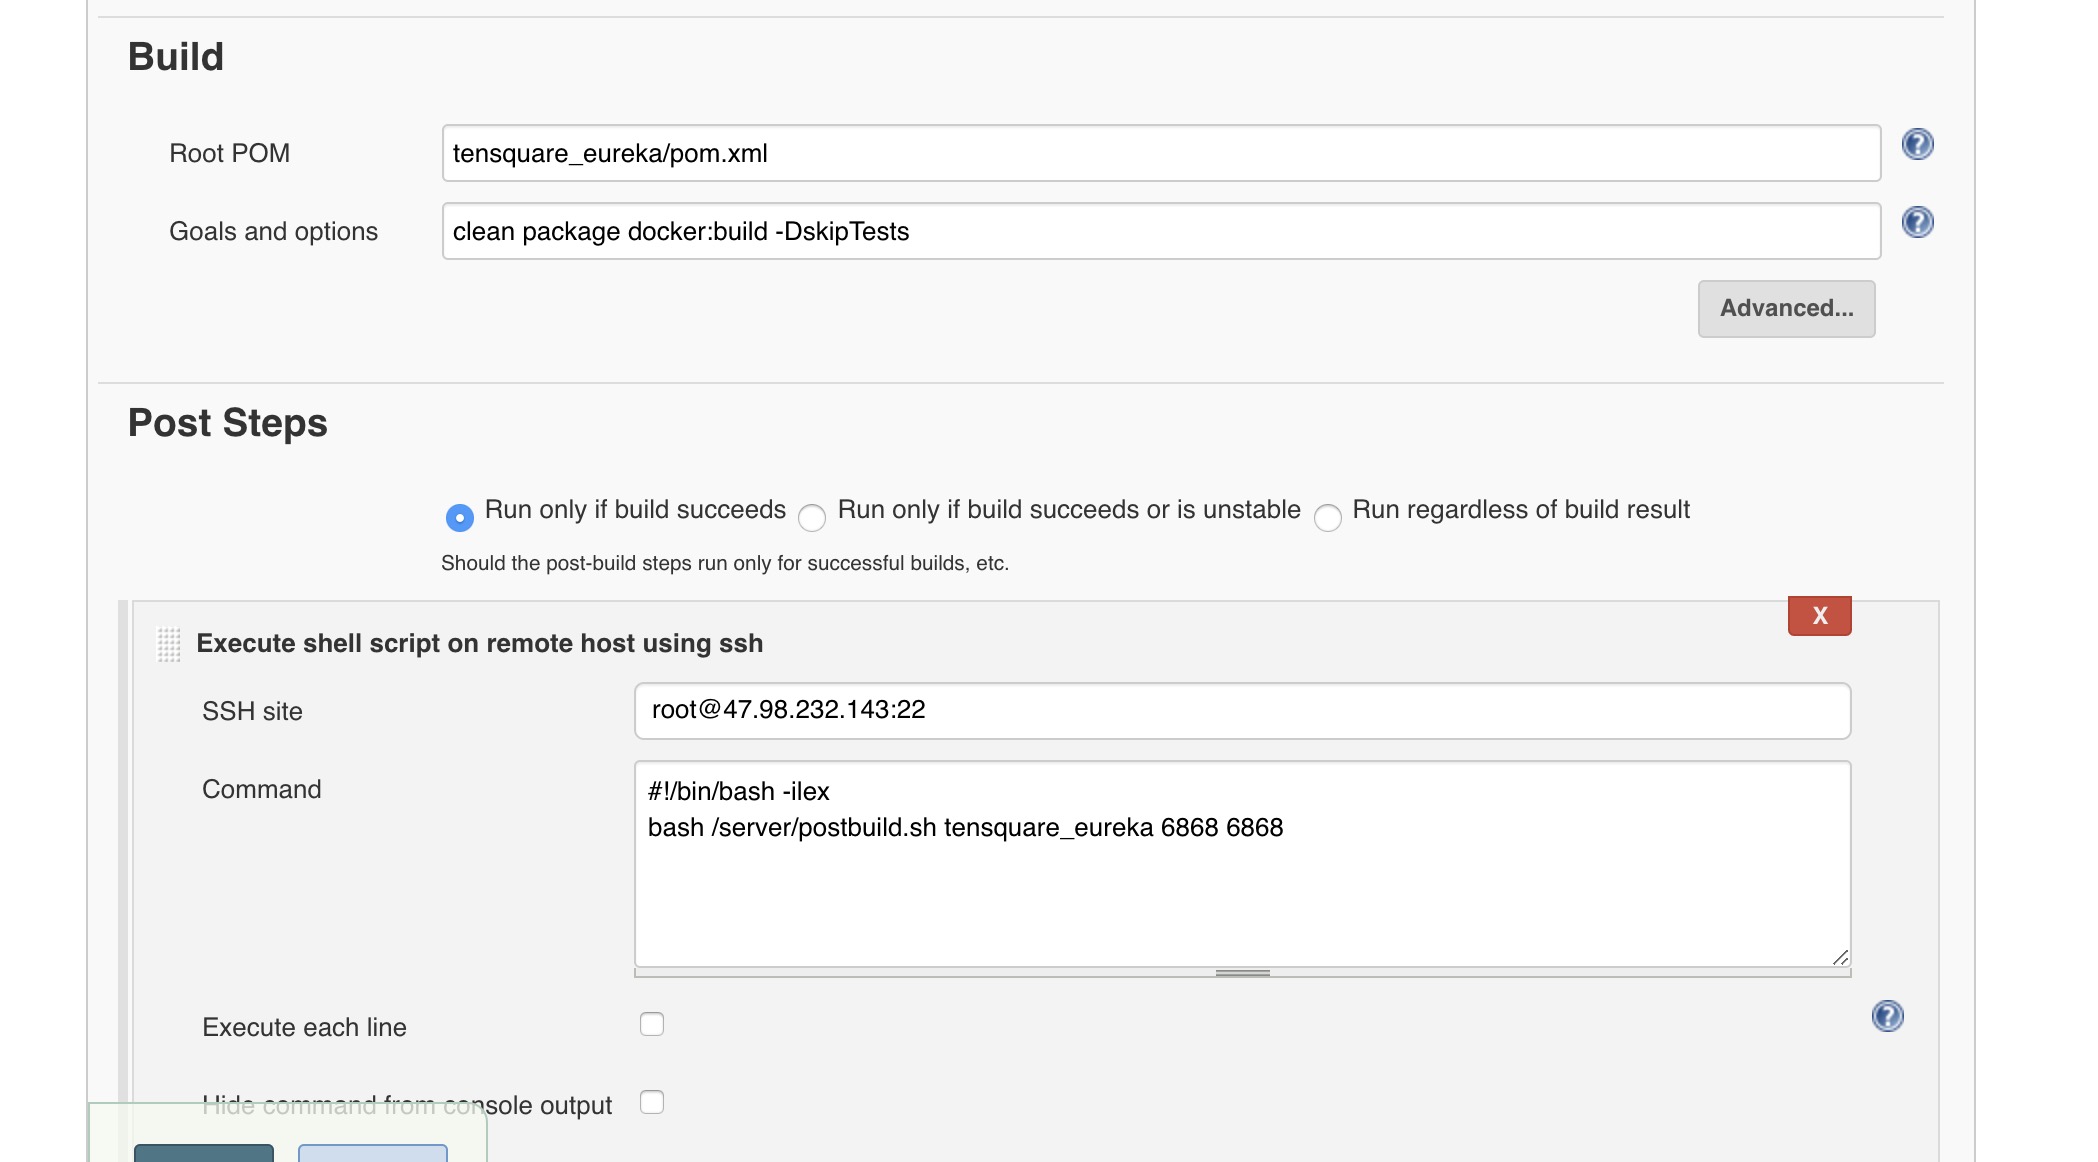 Build
Root POM
tensquare_eureka/pom.xml
Goals and options
clean package docker:build -DskipTests
Advanced...
Post Steps
Run only if build succeeds Run only if build succeeds or is unstable Run regardless of build result
Should the post-build steps run only for successful builds, etc.
X
Execute shell script on remote host using ssh
SSH site
root@47.98.232.143:22
Command
#!/bin/bash -ilex
bash /server/postbuild.sh tensquare_eureka 6868 6868
Execute each line
Hide command from console output